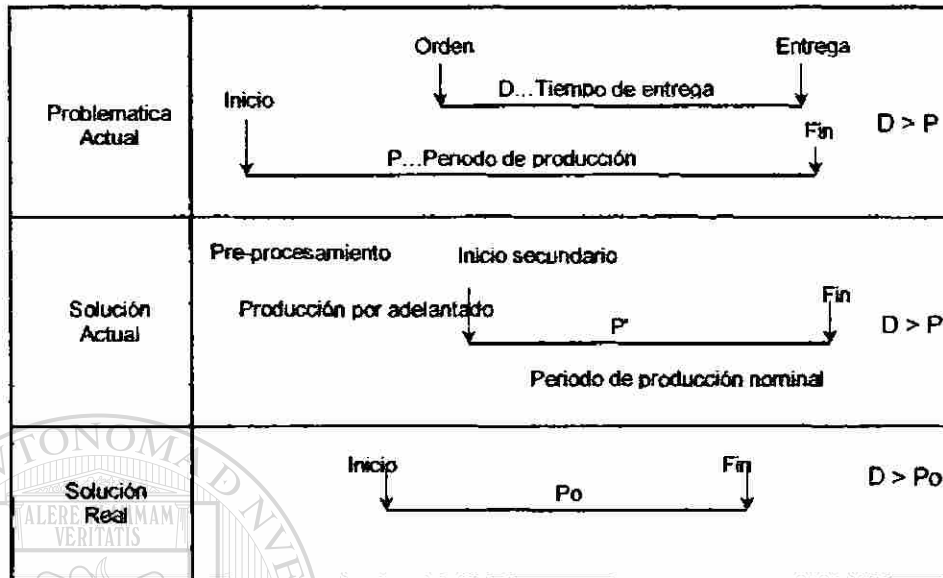 Orden Entrega
D...Tiempo de entrega
Inicio
Problematica
Actual
Fin
D > P
P...Periodo de producción
Pre-procesamiento Inicio secundario
Solución
Actual
Producción por adelantado
P'
Fin
D > P
Periodo de producción nominal
Solución
Real
Inicio Fin
Po
D > Po
ALERE
MAM
VERITATIS